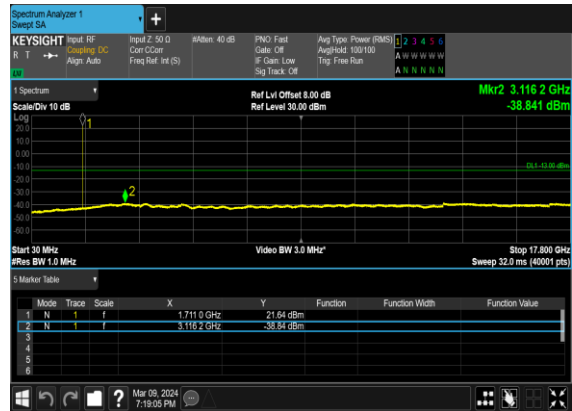 Spectrum Analyzer 1
Swept SA
+
KEYSIGHT Input: RF Input Z: 50 Ω #Atten: 40 dB PNO: Fast Avg Type: Power (RMS) 1 2 3 4 5 6
R T Coupling: DC Corr CCorr Gate: Off Avg|Hold: 100/100 A W W W W W
Align: Auto Freq Ref: Int (S) IF Gain: Low Trig: Free Run
Sig Track: Off A N N N N N
1 Spectrum Ref Lvl Offset 8.00 dB Mkr2 3.116 2 GHz
Scale/Div 10 dB Ref Level 30.00 dBm -38.841 dBm
Log
20.0
10.0
0.00
-10.0
DL1 -13.00 dBm
-20.0
-30.0
-40.0
-50.0
-60.0
1
2
Start 30 MHz Video BW 3.0 MHz* Stop 17.800 GHz
#Res BW 1.0 MHz Sweep 32.0 ms (40001 pts)
5 Marker Table
Mode Trace Scale X Y Function Function Width Function Value
1 N 1 f 1.711 0 GHz 21.64 dBm
2 N 1 f 3.116 2 GHz -38.84 dBm
3
4
5
6
? Mar 09, 2024
7:19:05 PM